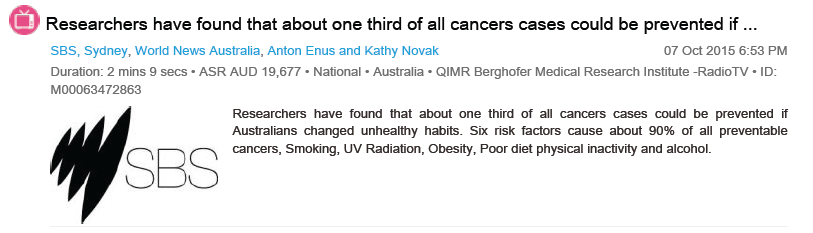 Researchers have found that about one third of all cancers cases could be prevented if ...
SBS, Sydney, World News Australia, Anton Enus and Kathy Novak 07 Oct 2015 6:53 PM
Duration: 2 mins 9 secs • ASR AUD 19,677 • National • Australia • QIMR Berghofer Medical Research Institute -RadioTV • ID:
M00063472863
Researchers have found that about one third of all cancers cases could be prevented if
Australians changed unhealthy habits. Six risk factors cause about 90% of all preventable
cancers, Smoking, UV Radiation, Obesity, Poor diet physical inactivity and alcohol.
SBS